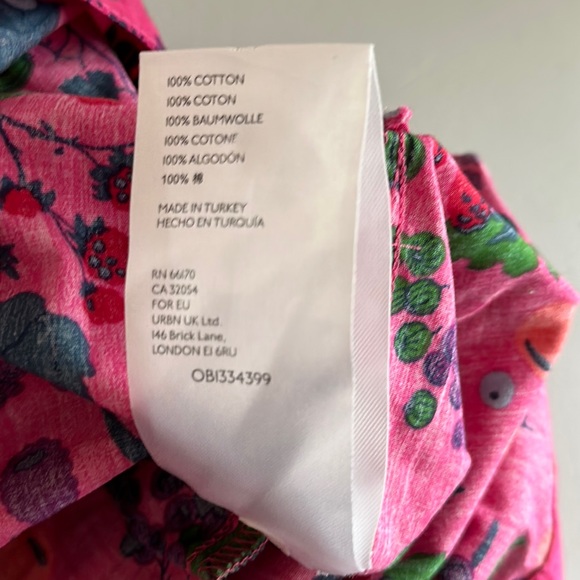 100% COTTON
100% COTON
100% BAUMWOLLE
100% COTONE
100% ALGODÓN
100% 棉
MADE IN TURKEY
HECHO EN TURQUÍA
RN 66170
CA 32054
FOR EU
URBN UK Ltd.
146 Brick Lane,
LONDON E1 6RU
OB1334399